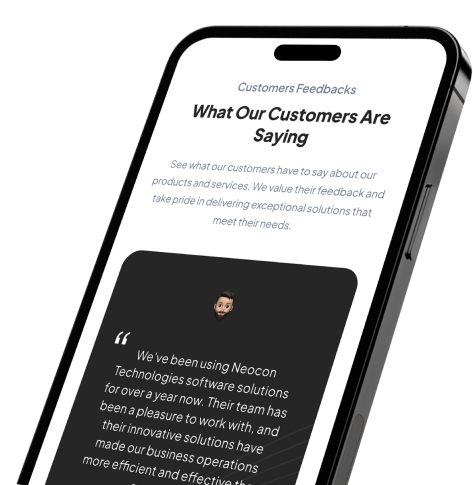 Customers Feedbacks
What Our Customers Are
Saying
See what our customers have to say about our
products and services. We value their feedback and
take pride in delivering exceptional solutions that
meet their needs.
“
We've been using Neocon
Technologies software solutions
for over a year now. Their team has
been a pleasure to work with, and
their innovative solutions have
made our business operations
more efficient and effective